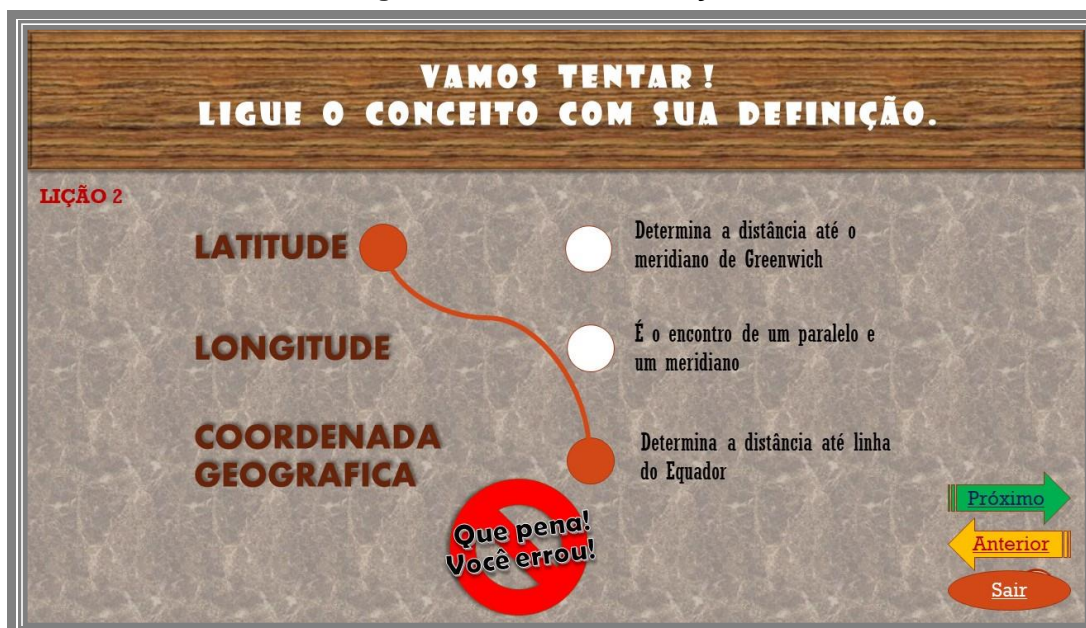 VAMOS TENTAR!
LIGUE O CONCEITO COM SUA DEFINIÇÃO.
LIÇÃO 2
LATITUDE
Determina a distância até o
meridiano de Greenwich
LONGITUDE
É o encontro de um paralelo e
um meridiano
COORDENADA
GEOGRAFICA
Determina a distância até linha
do Equador
Que pena!
Você errou!
Próximo
Anterior
Sair